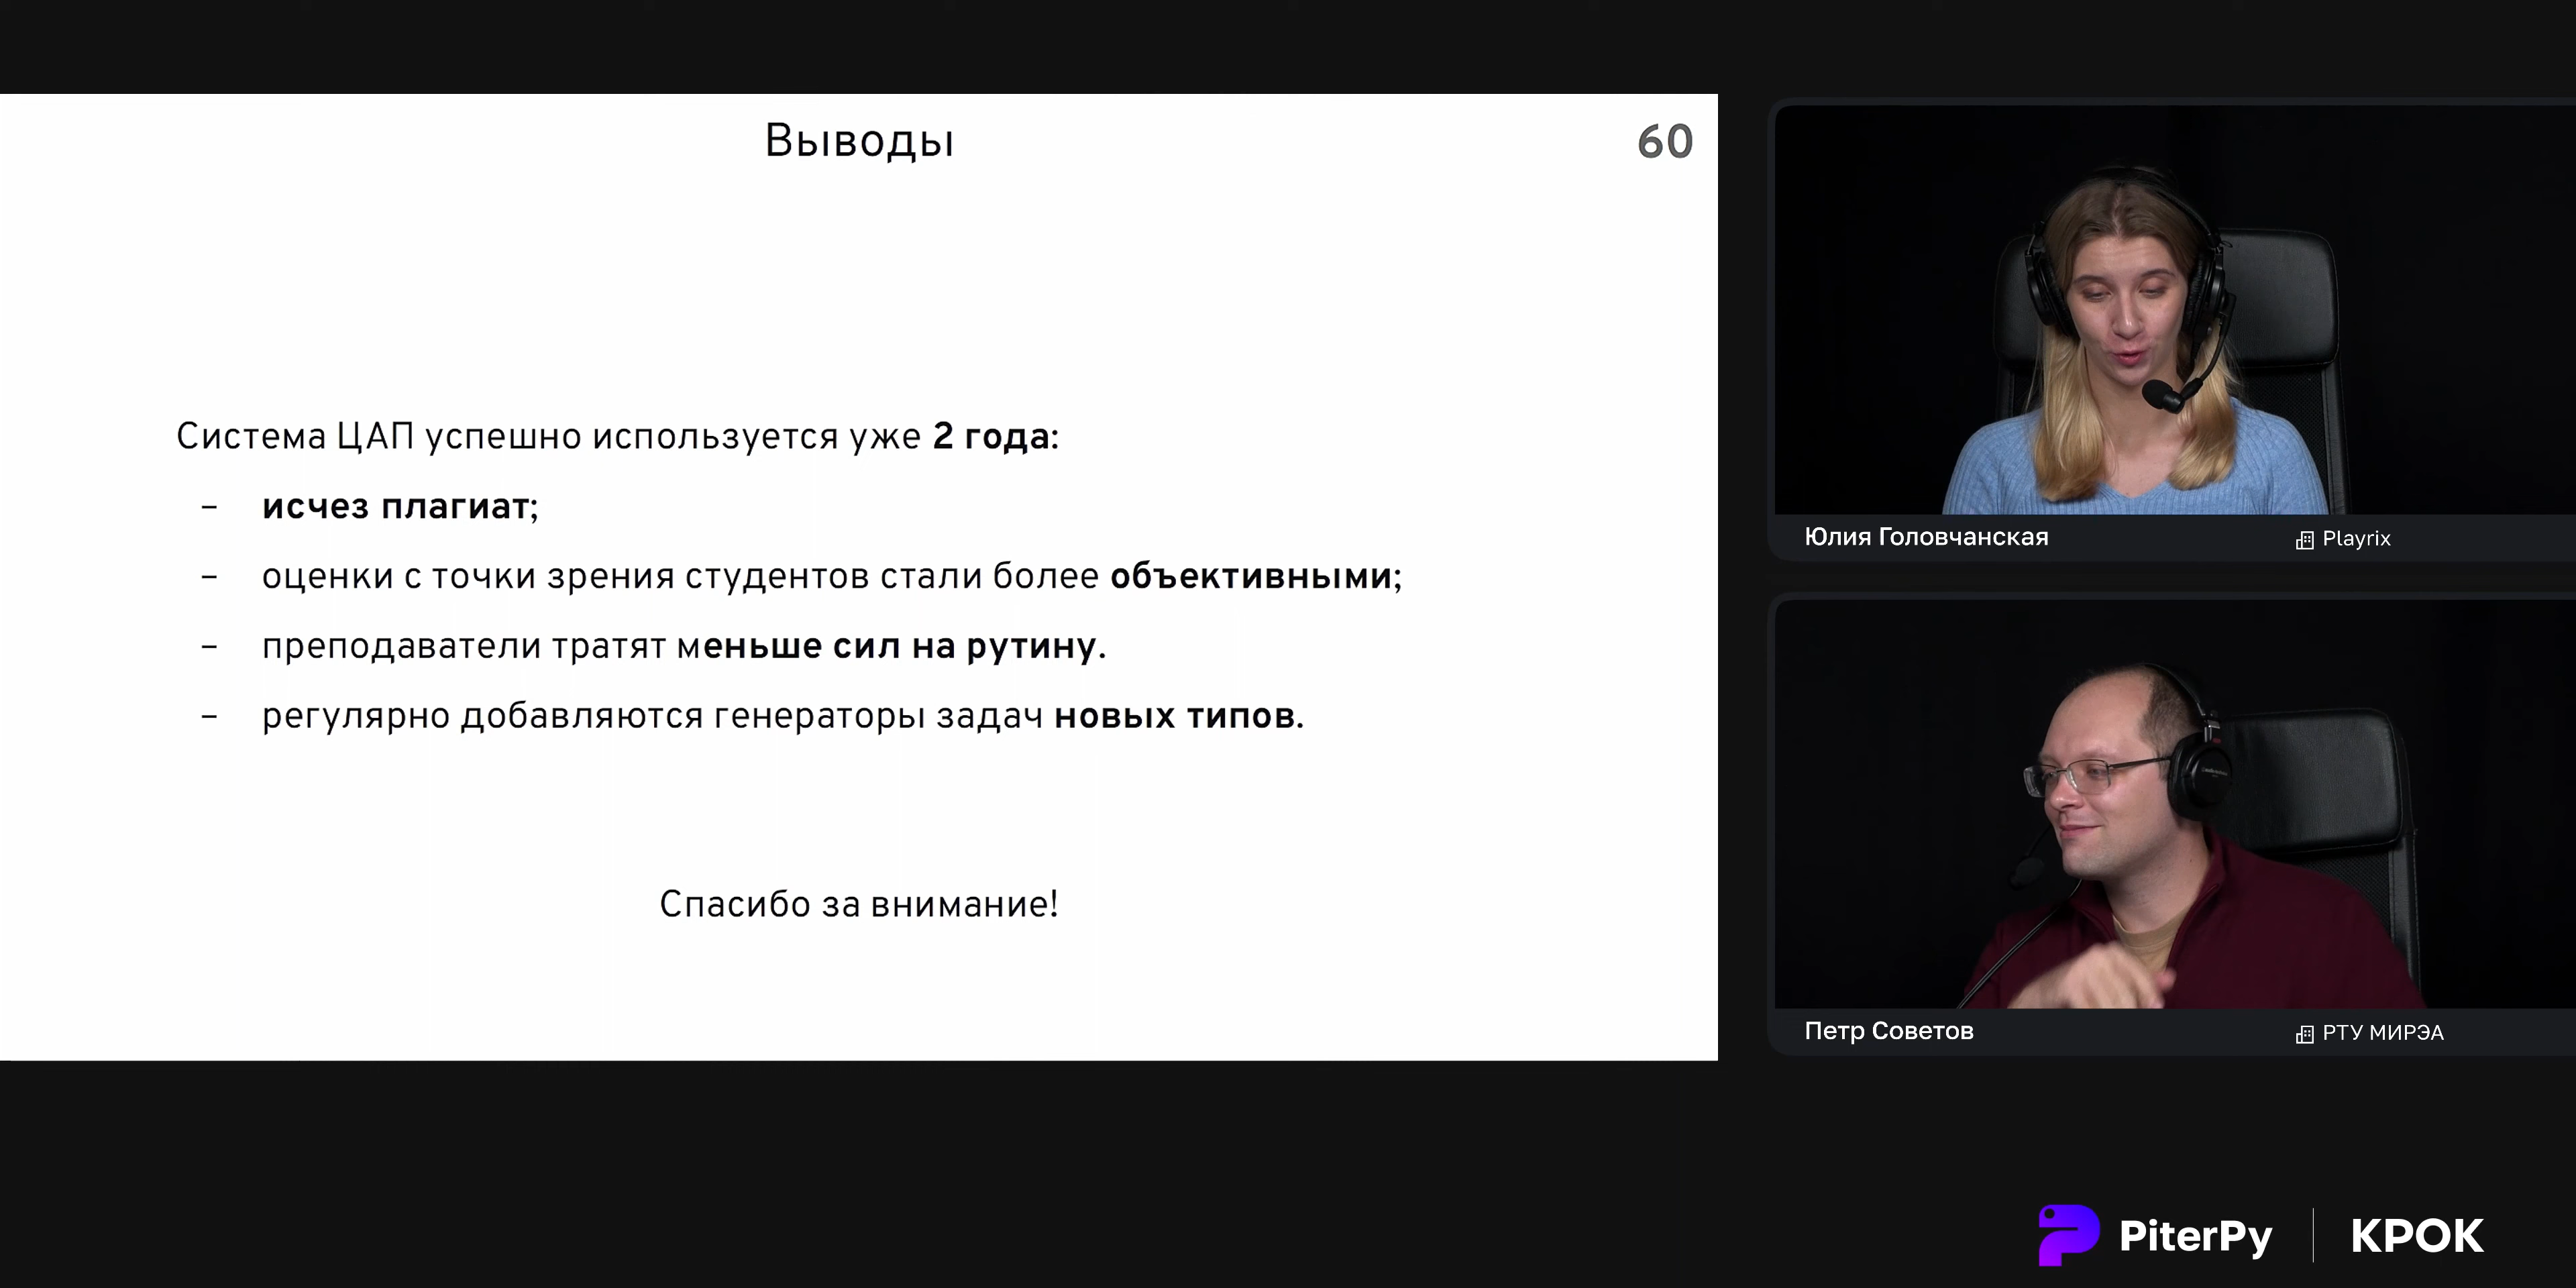 Выводы
60
Система ЦАП успешно используется уже 2 года:
– исчез плагиат;
– оценки с точки зрения студентов стали более объективными;
– преподаватели тратят меньше сил на рутину.
– регулярно добавляются генераторы задач новых типов.
Спасибо за внимание!
Юлия Головчанская
Playrix
Петр Советов
РТУ МИРЭА
PiterPy
КРОК